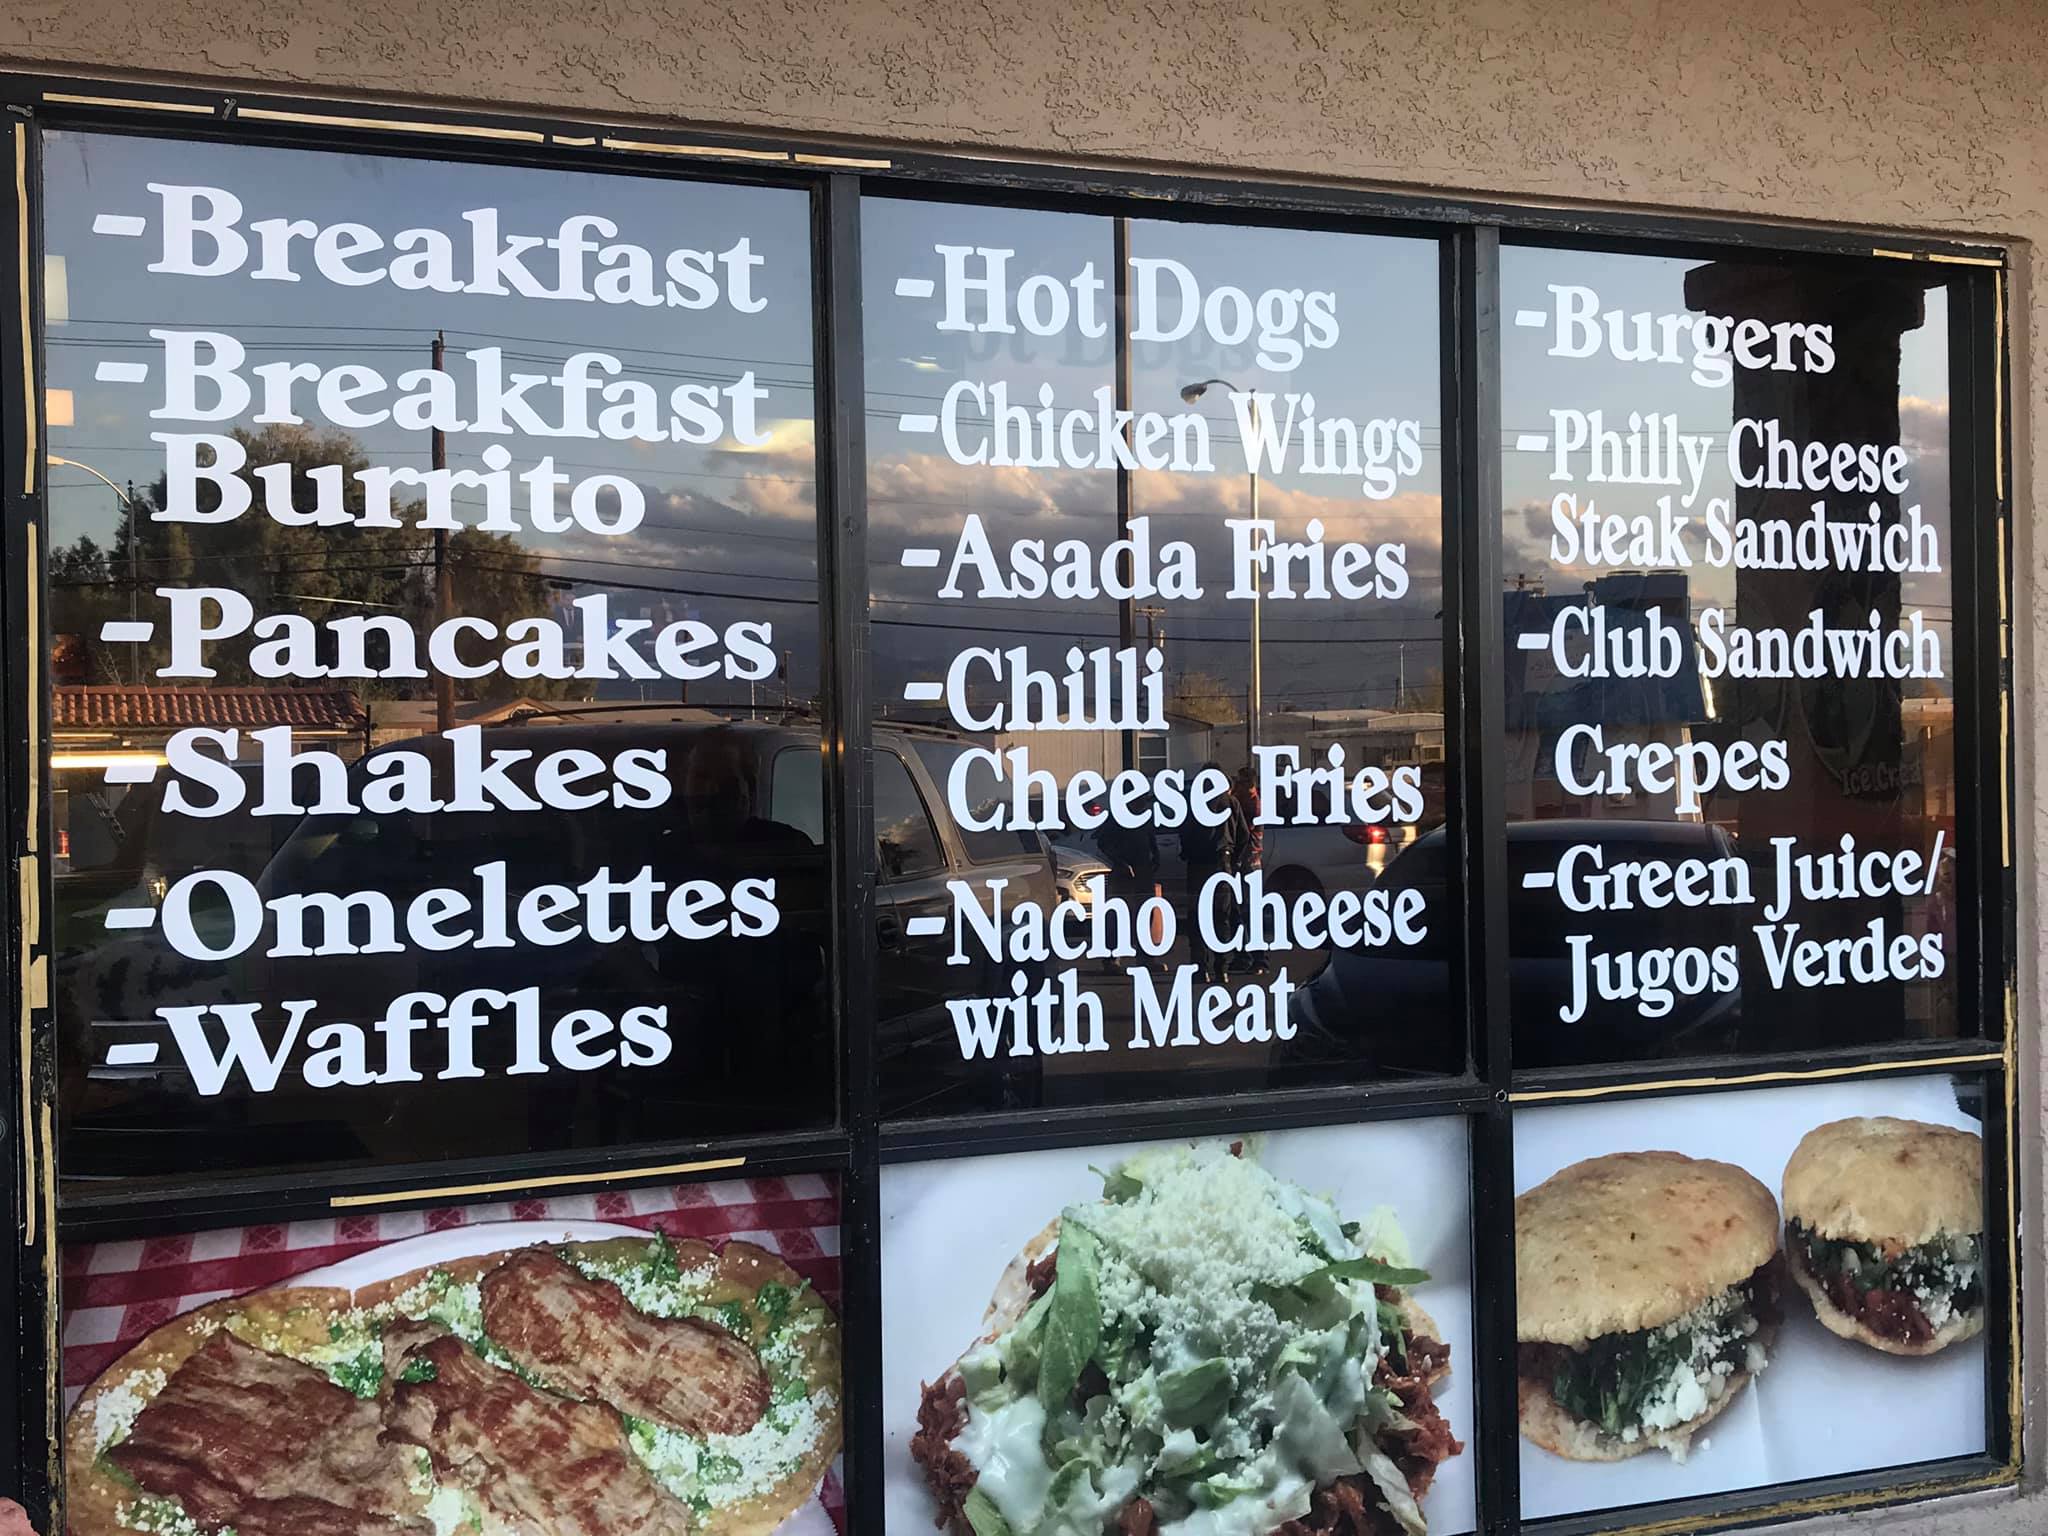 -Breakfast
-Breakfast
Burrito
-Pancakes
-Shakes
-Omelettes
-Waffles
-Hot Dogs
-Chicken Wings
-Asada Fries
-Chilli
Cheese Fries
-Nacho Cheese
with Meat
-Burgers
-Philly Cheese
Steak Sandwich
-Club Sandwich
Crepes
-Green Juice/
Jugos Verdes